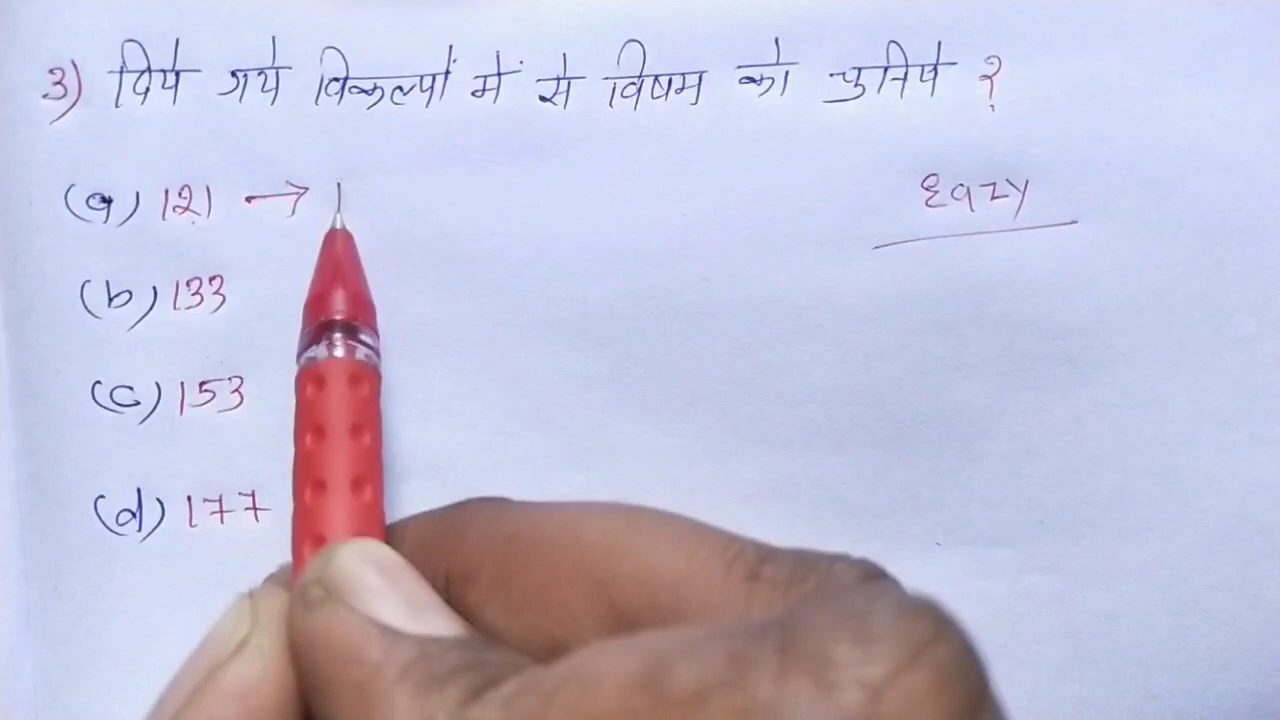 3) दिये गये विकल्पों में से विषम को चुनिये ?
(a) 121 → 1
Eazy
(b) 133
(c) 153
(d) 177